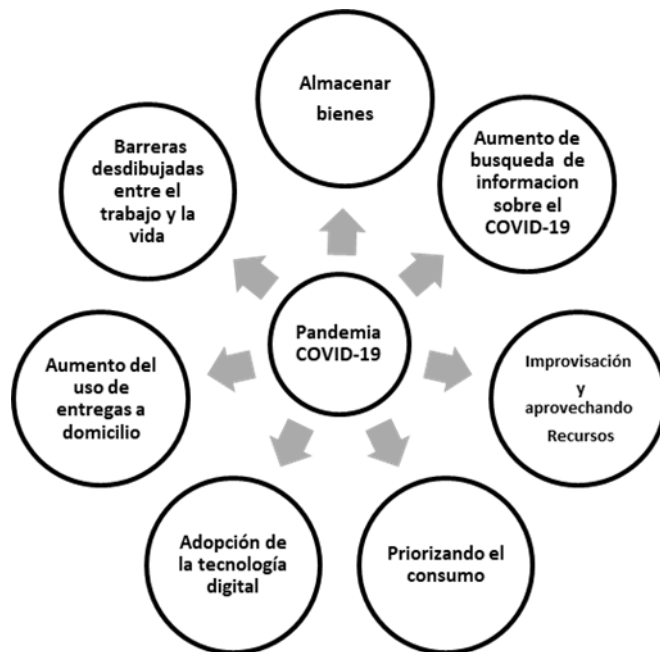 Almacenar
bienes
Aumento de
busqueda de
informacion
sobre el
COVID-19
Improvisación
y
aprovechando
Recursos
Priorizando el
consumo
Adopción de
la tecnología
digital
Aumento del
uso de
entregas a
domicilio
Barreras
desdibujadas
entre el
trabajo y la
vida
Pandemia
COVID-19